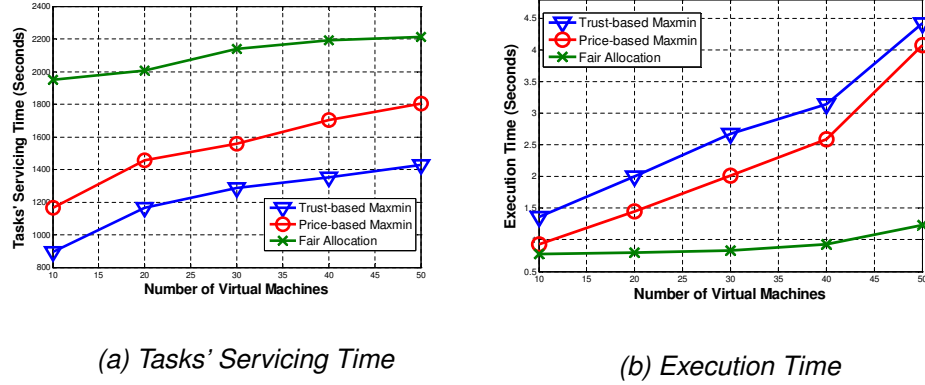 Tasks' Servicing Time (Seconds)
2400
2200
2000
1800
1600
1400
1200
1000
800
10 15 20 25 30 35 40 45 50
Number of Virtual Machines
Trust-based Maxmin
Price-based Maxmin
Fair Allocation
(a) Tasks' Servicing Time
Execution Time (Seconds)
4.5
4
3.5
3
2.5
2
1.5
1
0.5
10 15 20 25 30 35 40 45 50
Number of Virtual Machines
Trust-based Maxmin
Price-based Maxmin
Fair Allocation
(b) Execution Time